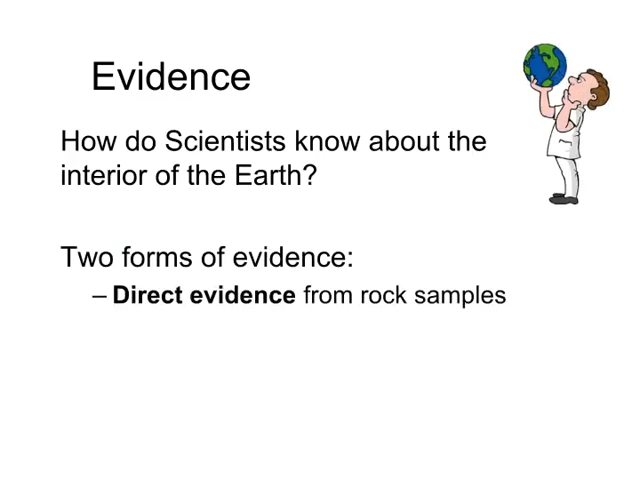 Evidence
How do Scientists know about the
interior of the Earth?
Two forms of evidence:
– Direct evidence from rock samples